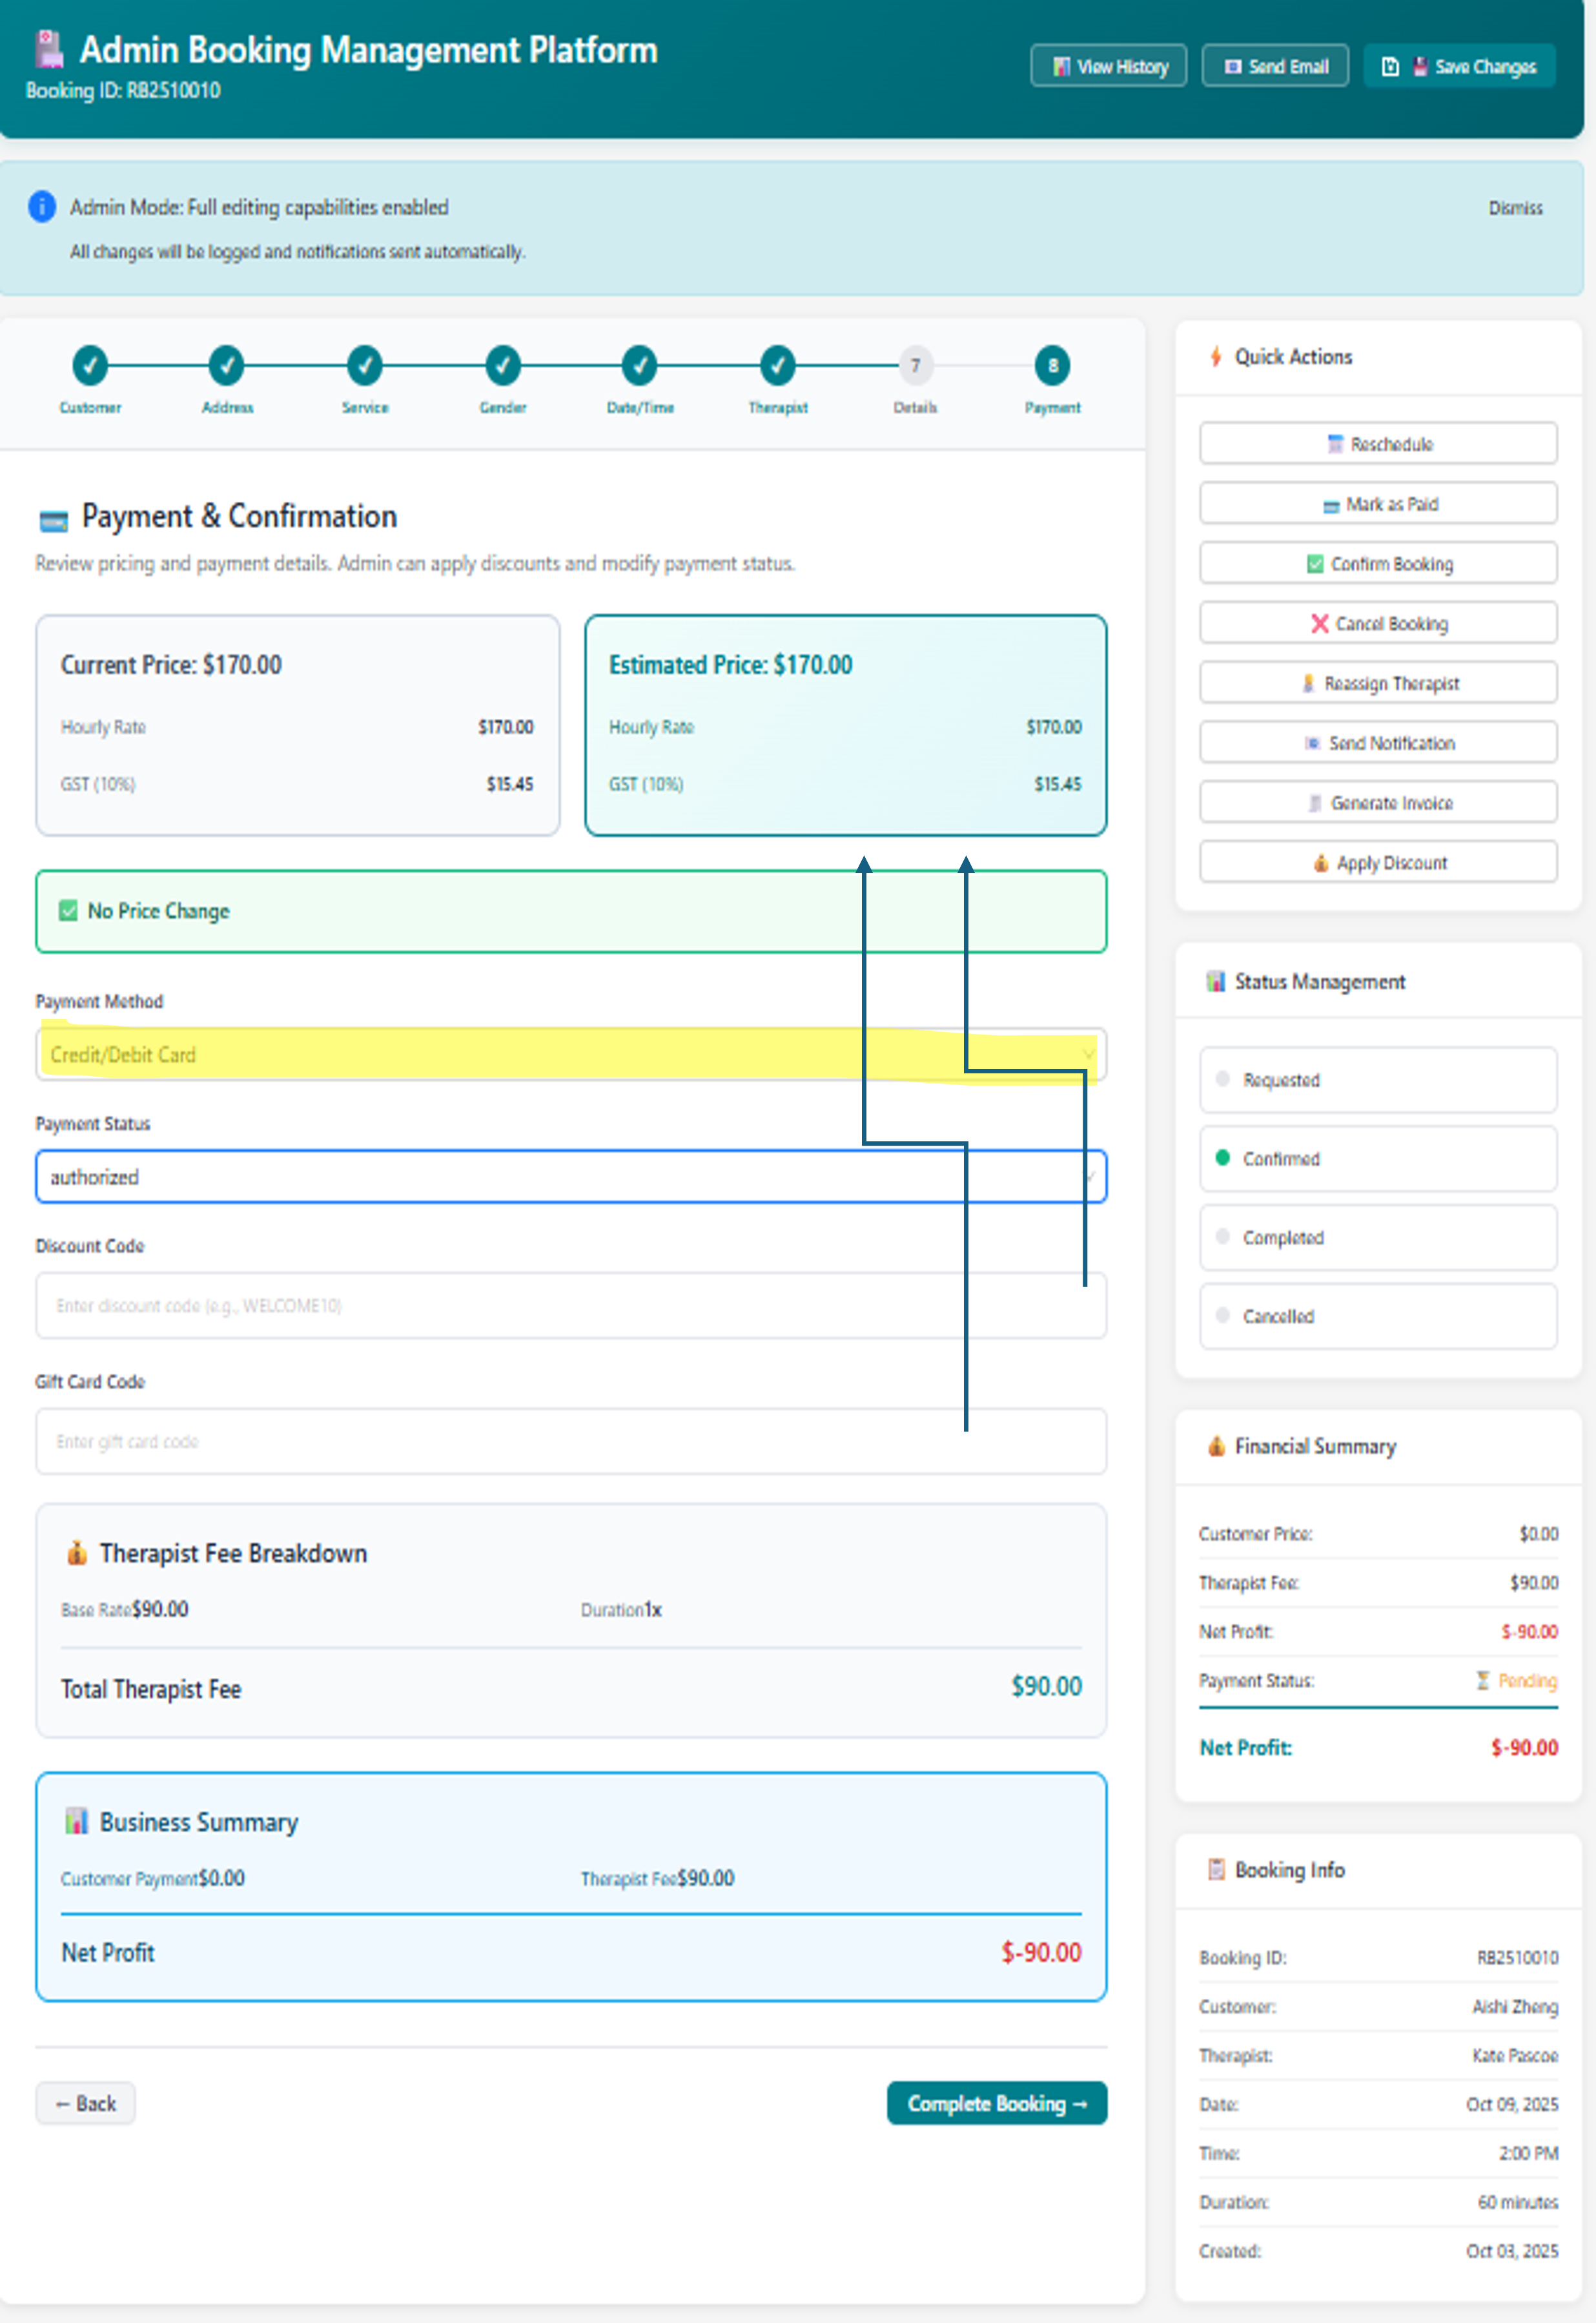 Admin Booking Management Platform
Booking ID: RB2510010
View History
Send Email
Save Changes
i
Admin Mode: Full editing capabilities enabled
Dismiss
All changes will be logged and notifications sent automatically.
7
8
Customer
Address
Service
Gender
Date/Time
Therapist
Details
Payment
Payment & Confirmation
Review pricing and payment details. Admin can apply discounts and modify payment status.
Current Price: $170.00
Hourly Rate $170.00
GST (10%) $15.45
Estimated Price: $170.00
Hourly Rate $170.00
GST (10%) $15.45
No Price Change
Payment Method
Credit/Debit Card
Payment Status
authorized
Discount Code
Enter discount code (e.g., WELCOME10)
Gift Card Code
Enter gift card code
Therapist Fee Breakdown
Base Rate$90.00
Duration1x
Total Therapist Fee $90.00
Business Summary
Customer Payment$0.00
Therapist Fee$90.00
Net Profit $-90.00
← Back
Complete Booking →
Quick Actions
Reschedule
Mark as Paid
Confirm Booking
Cancel Booking
Reassign Therapist
Send Notification
Generate Invoice
Apply Discount
Status Management
Requested
Confirmed
Completed
Cancelled
Financial Summary
Customer Price: $0.00
Therapist Fee: $90.00
Net Profit: $-90.00
Payment Status: Pending
Net Profit: $-90.00
Booking Info
Booking ID: RB2510010
Customer: Aishi Zheng
Therapist: Kate Pascoe
Date: Oct 09, 2025
Time: 2:00 PM
Duration: 60 minutes
Created: Oct 03, 2025